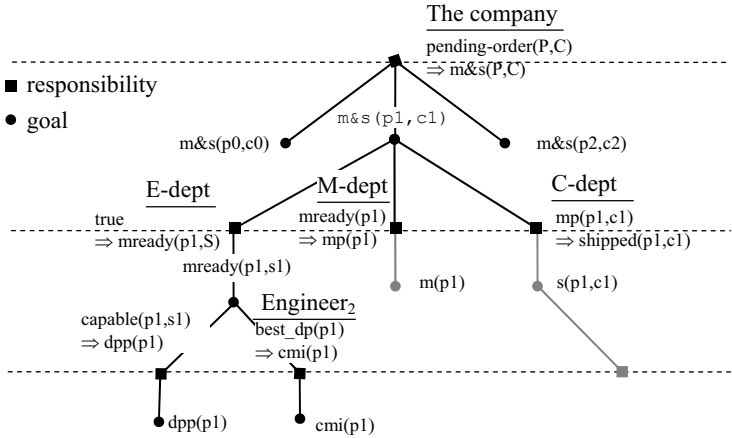 The company
pending-order(P,C)
⇒ m&s(P,C)
■ responsibility
● goal
m&s(p1,c1)
m&s(p0,c0)
m&s(p2,c2)
E-dept
M-dept
C-dept
true
⇒ mready(p1,S)
mready(p1)
⇒ mp(p1)
mp(p1,c1)
⇒ shipped(p1,c1)
mready(p1,s1)
m(p1)
s(p1,c1)
capable(p1,s1)
⇒ dpp(p1)
Engineer₂
best_dp(p1)
⇒ cmi(p1)
dpp(p1)
cmi(p1)